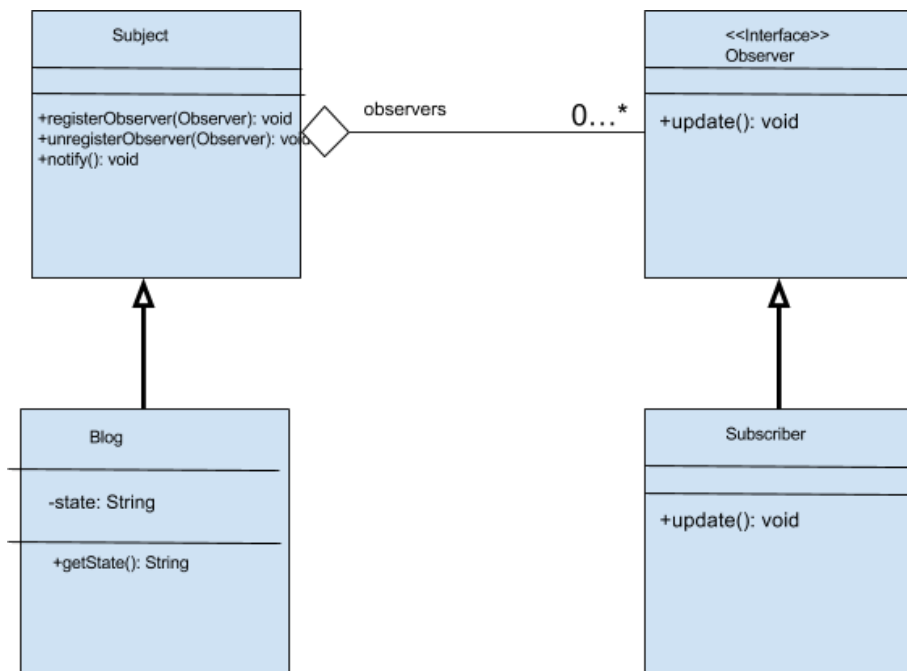 Subject
+registerObserver(Observer): void
+unregisterObserver(Observer): void
+notify(): void
observers
0...*
<<Interface>>
Observer
+update(): void
Blog
-state: String
+getState(): String
Subscriber
+update(): void